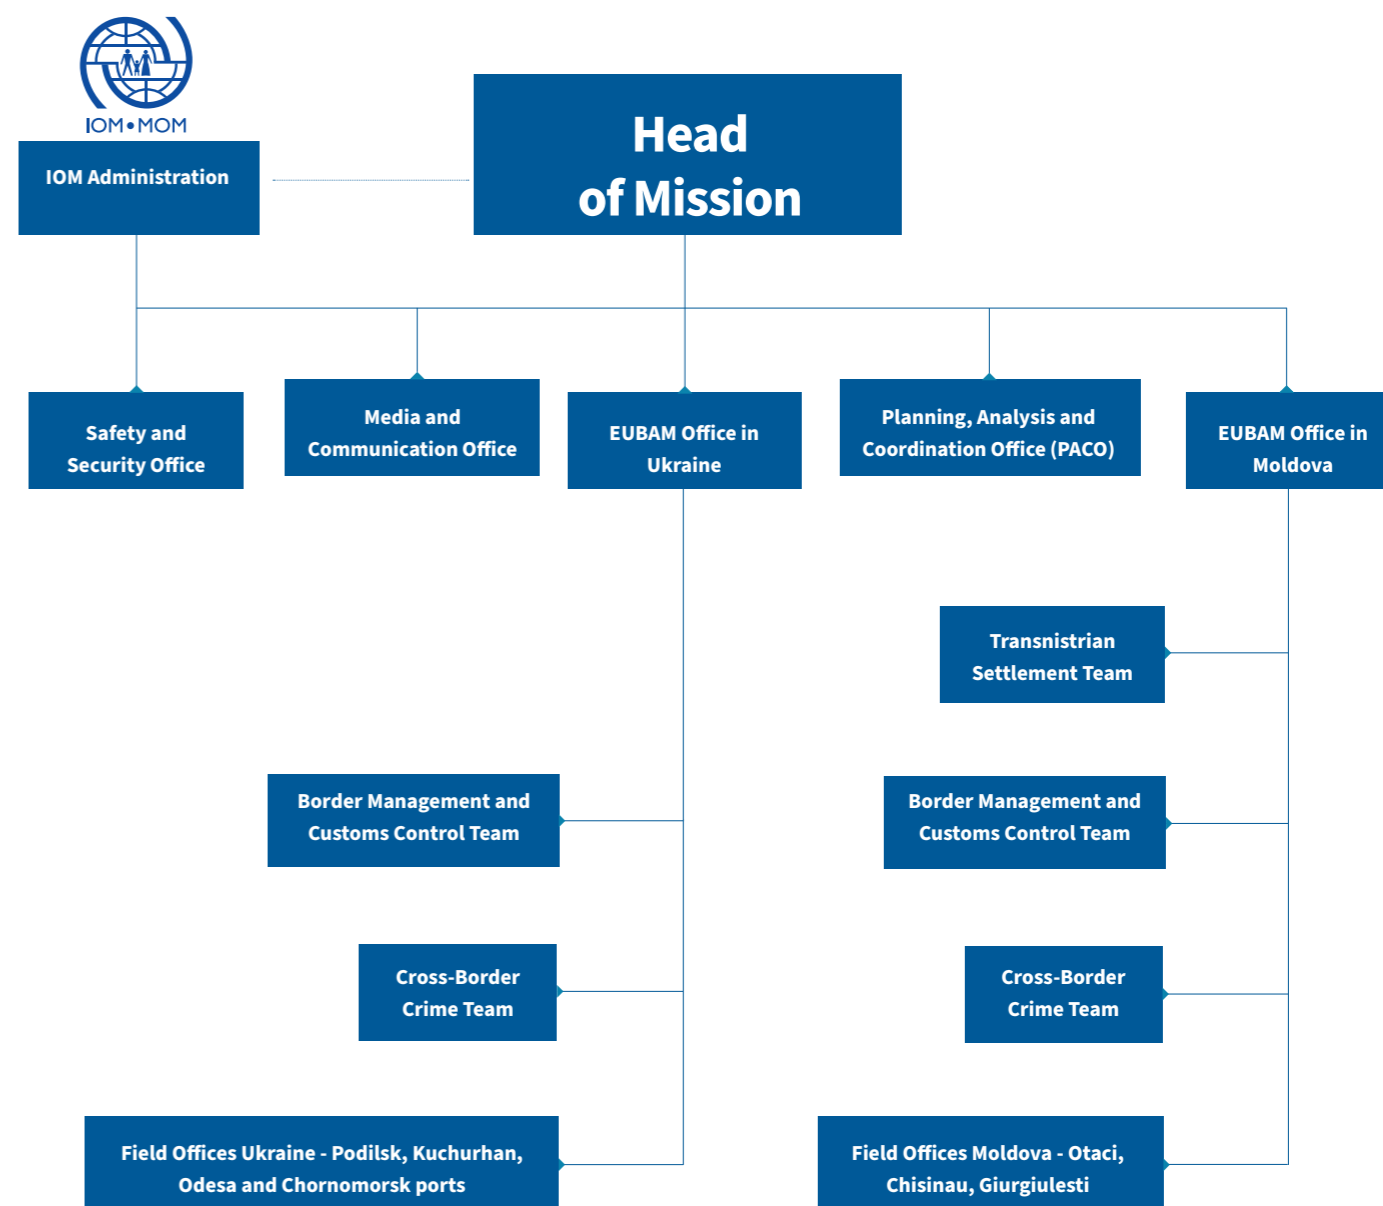 IOM•MOM
IOM Administration
Head
of Mission
Safety and
Security Office
Media and
Communication Office
EUBAM Office in
Ukraine
Planning, Analysis and
Coordination Office (PACO)
EUBAM Office in
Moldova
Transnistrian
Settlement Team
Border Management and
Customs Control Team
Border Management and
Customs Control Team
Cross-Border
Crime Team
Cross-Border
Crime Team
Field Offices Ukraine - Podilsk, Kuchurhan,
Odesa and Chornomorsk ports
Field Offices Moldova - Otaci,
Chisinau, Giurgiulesti